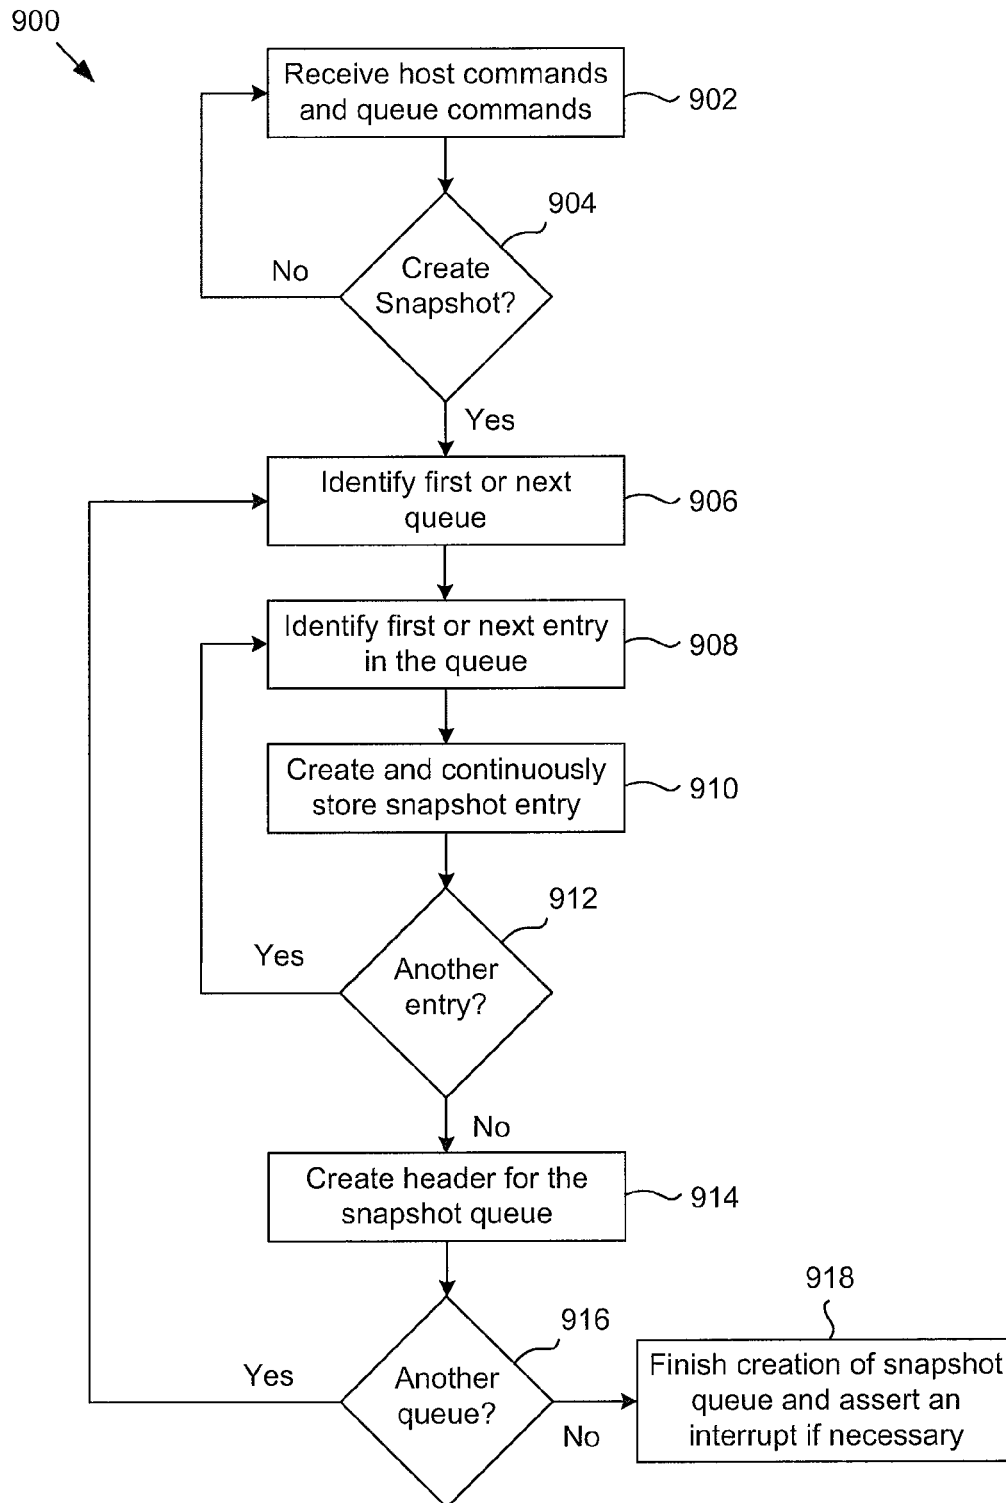 900
Receive host commands
and queue commands
902
904
Create
Snapshot?
No
Yes
Identify first or next
queue
906
Identify first or next entry
in the queue
908
Create and continuously
store snapshot entry
910
912
Another
entry?
Yes
No
Create header for the
snapshot queue
914
916
Another
queue?
Yes
No
918
Finish creation of snapshot
queue and assert an
interrupt if necessary